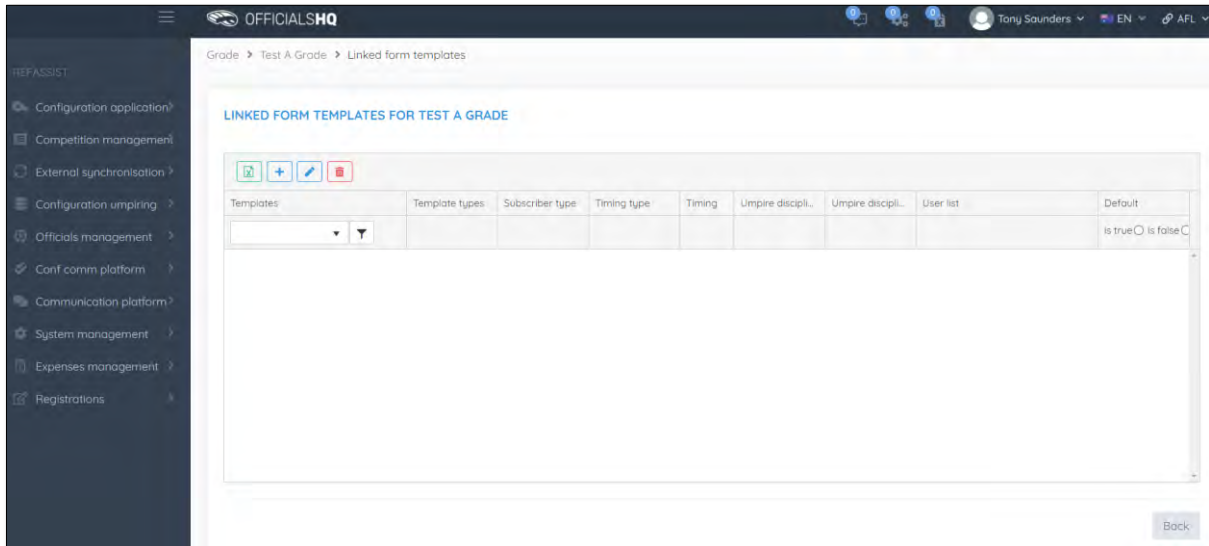 OFFICIALSHQ
0 0 0 Tony Saunders EN AFL
Grade > Test A Grade > Linked form templates
REFASSIST
Configuration application
Competition management
External synchronisation
Configuration umpiring
Officials management
Conf comm platform
Communication platform
System management
Expenses management
Registrations
LINKED FORM TEMPLATES FOR TEST A GRADE
Templates Template types Subscriber type Timing type Timing Umpire discipli... Umpire discipli... User list Default
Is true Is false
Back